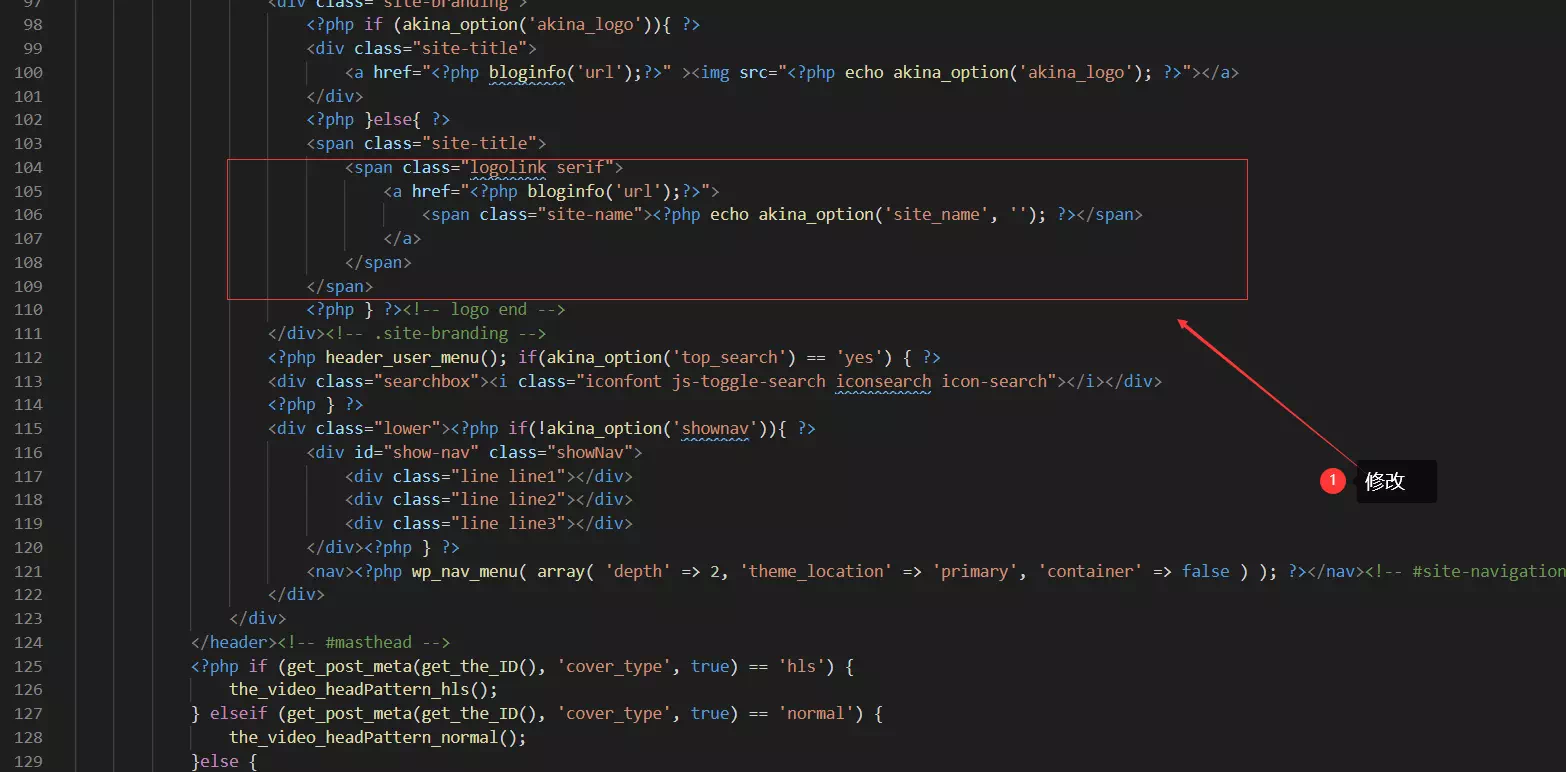 97 <div class="site-branding">
98 <?php if (akina_option('akina_logo')){ ?>
99 <div class="site-title">
100 <a href="<?php bloginfo('url');?>" ><img src="<?php echo akina_option('akina_logo'); ?>"></a>
101 </div>
102 <?php }else{ ?>
103 <span class="site-title">
104 <span class="logolink serif">
105 <a href="<?php bloginfo('url');?>">
106 <span class="site-name"><?php echo akina_option('site_name', ''); ?></span>
107 </a>
108 </span>
109 </span>
110 <?php } ?><!-- logo end -->
111 </div><!-- .site-branding -->
112 <?php header_user_menu(); if(akina_option('top_search') == 'yes') { ?>
113 <div class="searchbox"><i class="iconfont js-toggle-search iconsearch icon-search"></i></div>
114 <?php } ?>
115 <div class="lower"><?php if(!akina_option('shownav')){ ?>
116 <div id="show-nav" class="showNav">
117 <div class="line line1"></div>
118 <div class="line line2"></div>
1 修改
119 <div class="line line3"></div>
120 </div><?php } ?>
121 <nav><?php wp_nav_menu( array( 'depth' => 2, 'theme_location' => 'primary', 'container' => false ) ); ?></nav><!-- #site-navigation
122 </div>
123 </div>
124 </header><!-- #masthead -->
125 <?php if (get_post_meta(get_the_ID(), 'cover_type', true) == 'hls') {
126 the_video_headPattern_hls();
127 } elseif (get_post_meta(get_the_ID(), 'cover_type', true) == 'normal') {
128 the_video_headPattern_normal();
129 }else {